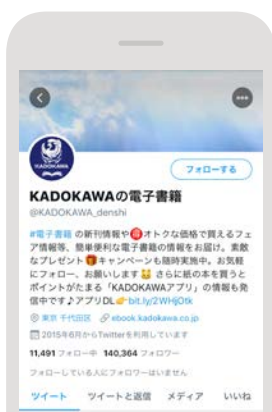 KADOKAWA
フォローする
KADOKAWAの電子書籍
@KADOKAWA_denshi
#電子書籍 の新刊情報や🉐オトクな価格で買えるフェ
ア情報等、簡単便利な電子書籍の情報をお届け。素敵
なプレゼント🎁キャンペーンも随時実施中。お気軽
にフォロー、お願いします🙌 さらに紙の本を買うと
ポイントがたまる「KADOKAWAアプリ」の情報も発
信中です♪アプリDL👉bit.ly/2WHjOtk
東京 千代田区 ebook.kadokawa.co.jp
2015年6月からTwitterを利用しています
11,491 フォロー中 140,364 フォロワー
フォローしている人にフォロワーはいません
ツイート ツイートと返信 メディア いいね